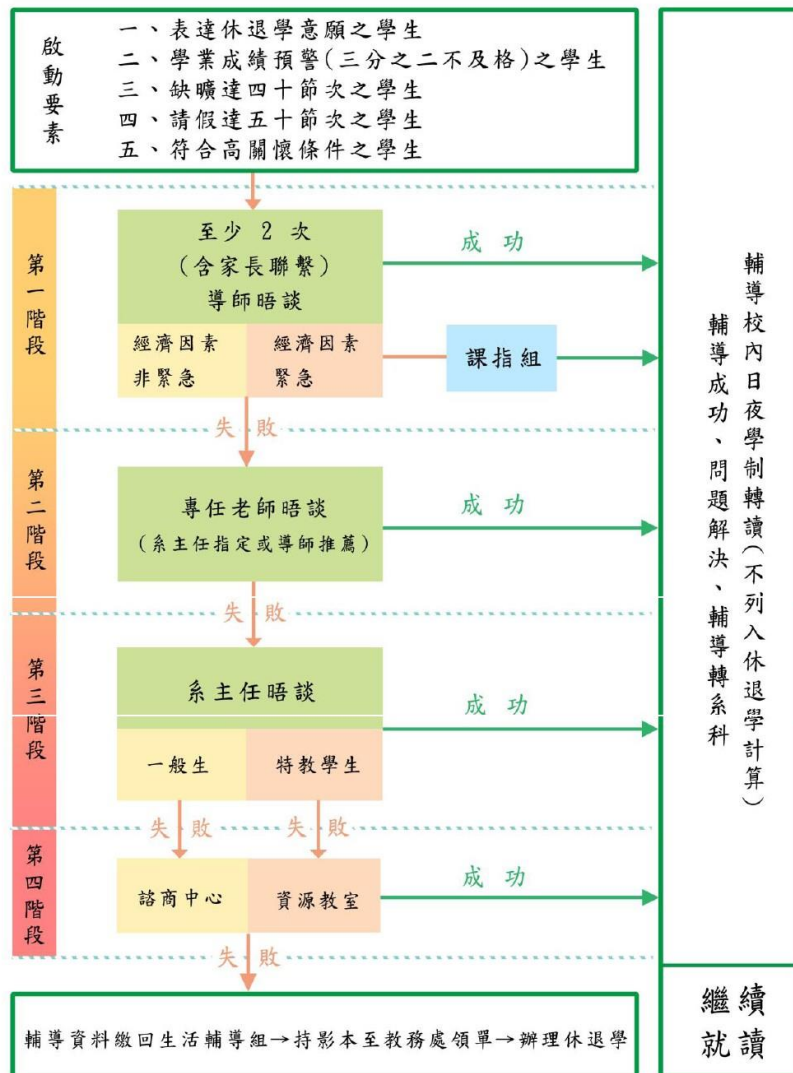 啟動要素
一、表達休退學意願之學生
二、學業成績預警(三分之二不及格)之學生
三、缺曠達四十節次之學生
四、請假達五十節次之學生
五、符合高關懷條件之學生
第一階段
至少 2 次
(含家長聯繫)
導師晤談
成功
經濟因素
非緊急
經濟因素
緊急
課指組
失敗
第二階段
專任老師晤談
(系主任指定或導師推薦)
成功
失敗
第三階段
系主任晤談
成功
一般生
特教學生
失敗
失敗
第四階段
諮商中心
資源教室
成功
失敗
輔導資料繳回生活輔導組→持影本至教務處領單→辦理休退學
輔導校內日夜學制轉讀(不列入休退學計算)
輔導成功、問題解決、輔導轉系科
繼續
就讀